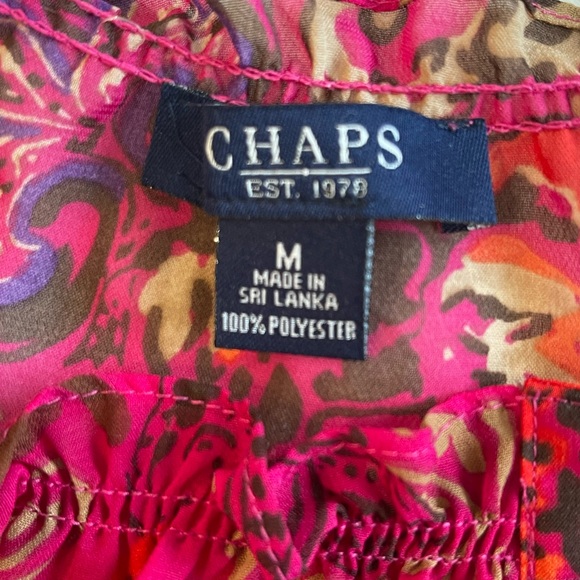 CHAPS
EST. 1978
M
MADE IN
SRI LANKA
100% POLYESTER